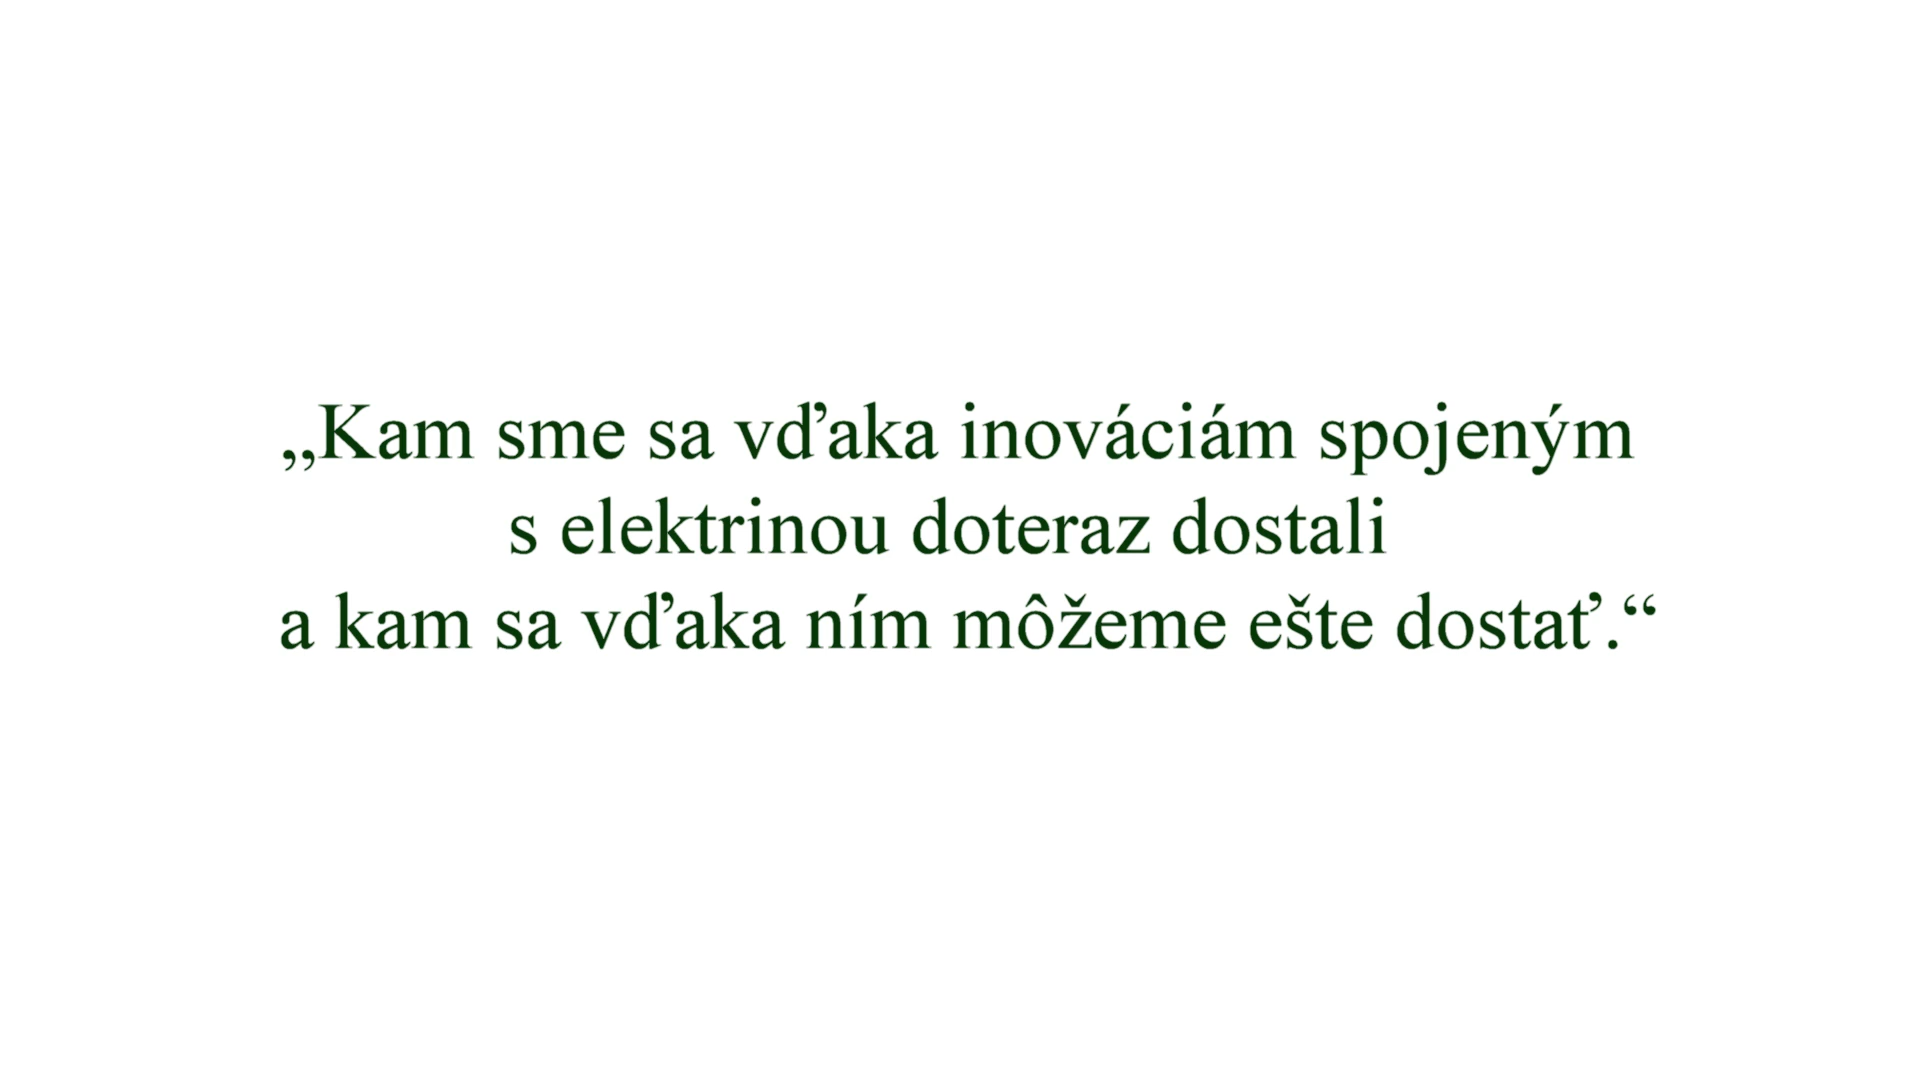 „Kam sme sa vďaka inováciám spojeným
s elektrinou doteraz dostali
a kam sa vďaka ním môžeme ešte dostať.“